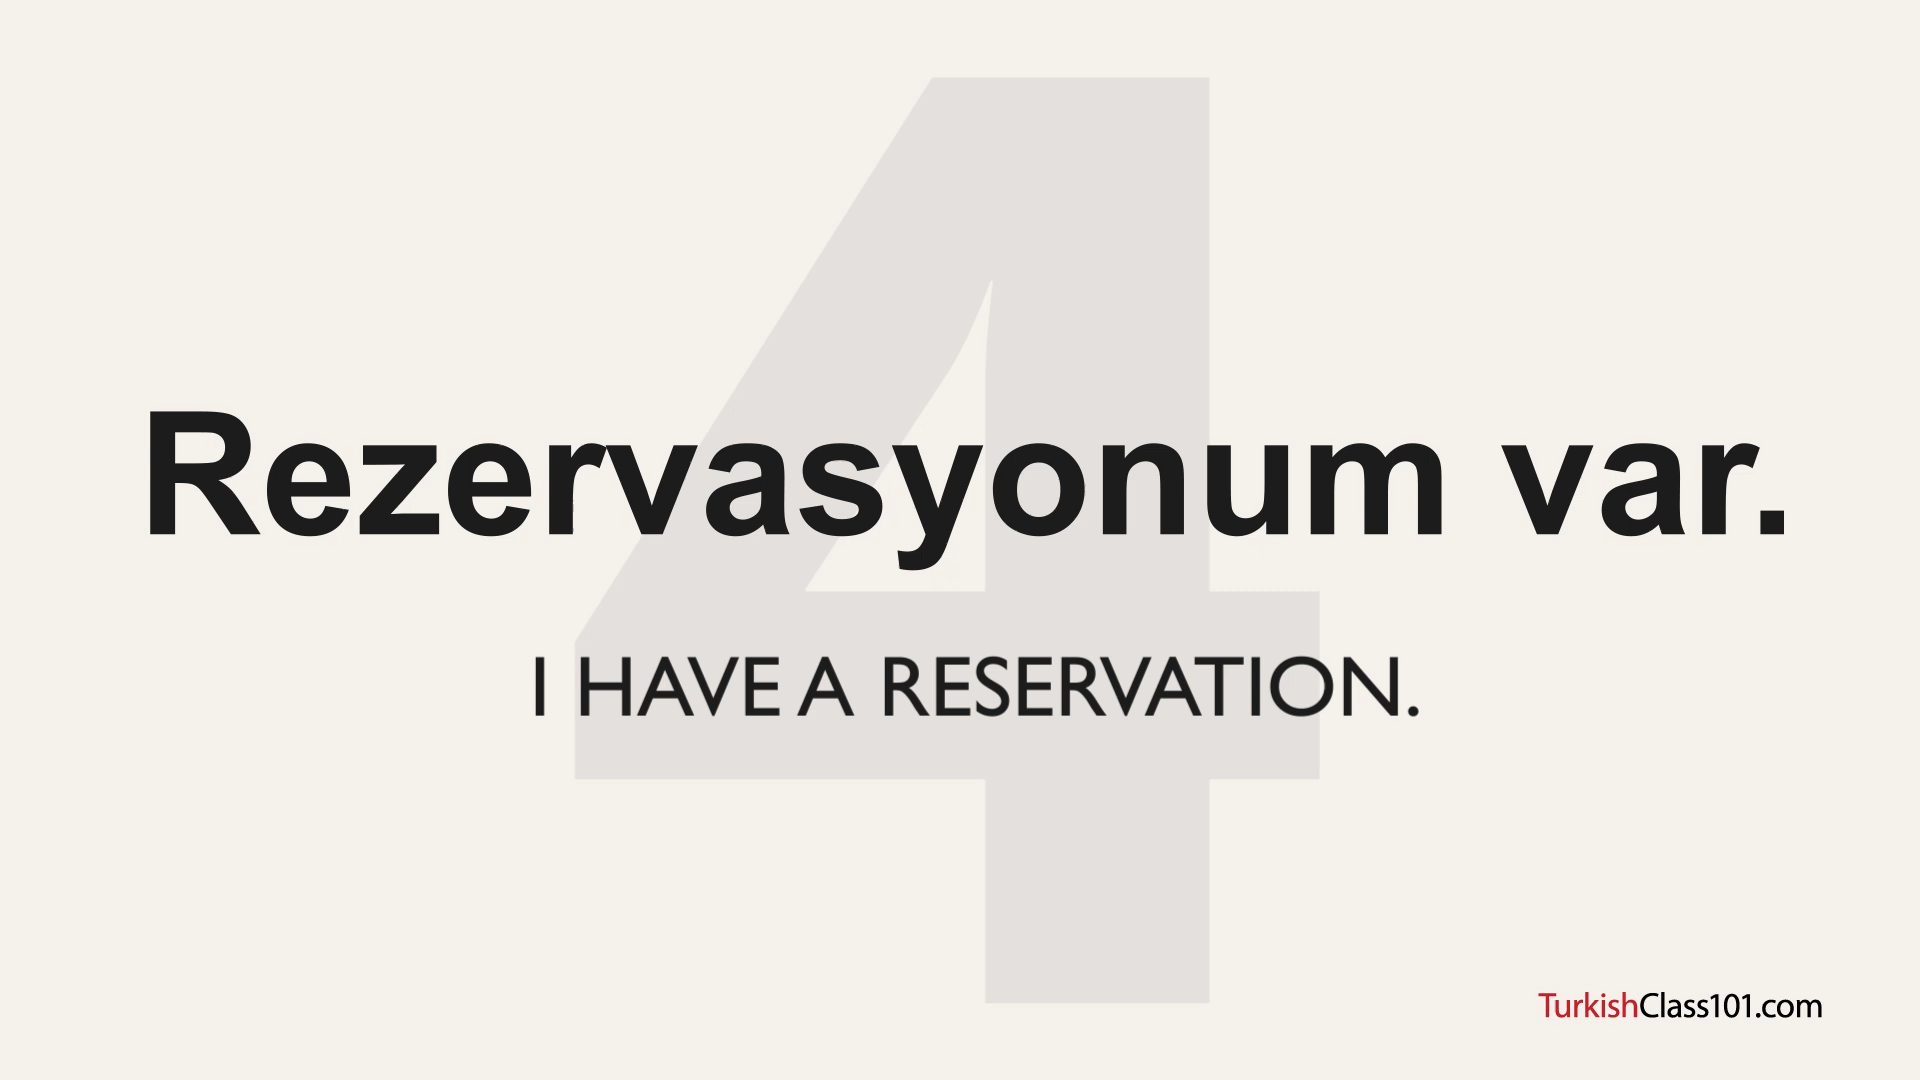 4
Rezervasyonum var.
I HAVE A RESERVATION.
TurkishClass101.com